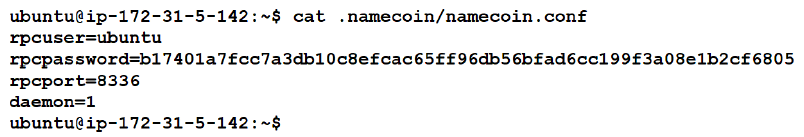 ubuntu@ip-172-31-5-142:~$ cat .namecoin/namecoin.conf
rpcuser=ubuntu
rpcpassword=b17401a7fcc7a3db10c8efcac65ff96db56bfad6cc199f3a08e1b2cf6805
rpcport=8336
daemon=1
ubuntu@ip-172-31-5-142:~$